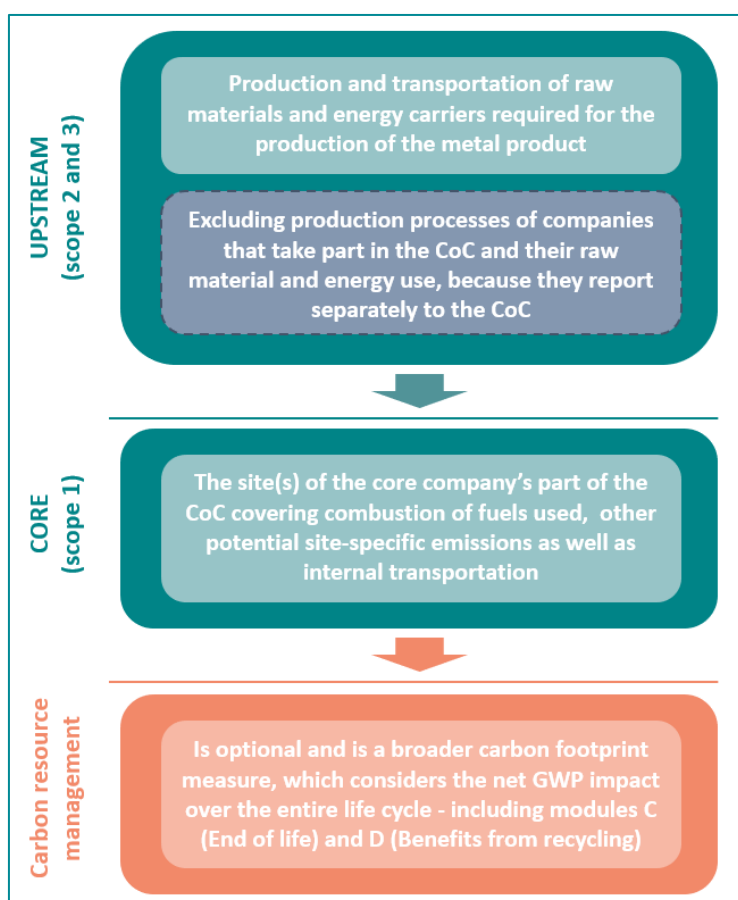 UPSTREAM
(scope 2 and 3)
Production and transportation of raw
materials and energy carriers required for the
production of the metal product
Excluding production processes of companies
that take part in the CoC and their raw
material and energy use, because they report
separately to the CoC
CORE
(scope 1)
The site(s) of the core company’s part of the
CoC covering combustion of fuels used,  other
potential site-specific emissions as well as
internal transportation
Carbon resource
management
Is optional and is a broader carbon footprint
measure, which considers the net GWP impact
over the entire life cycle - including modules C
(End of life) and D (Benefits from recycling)